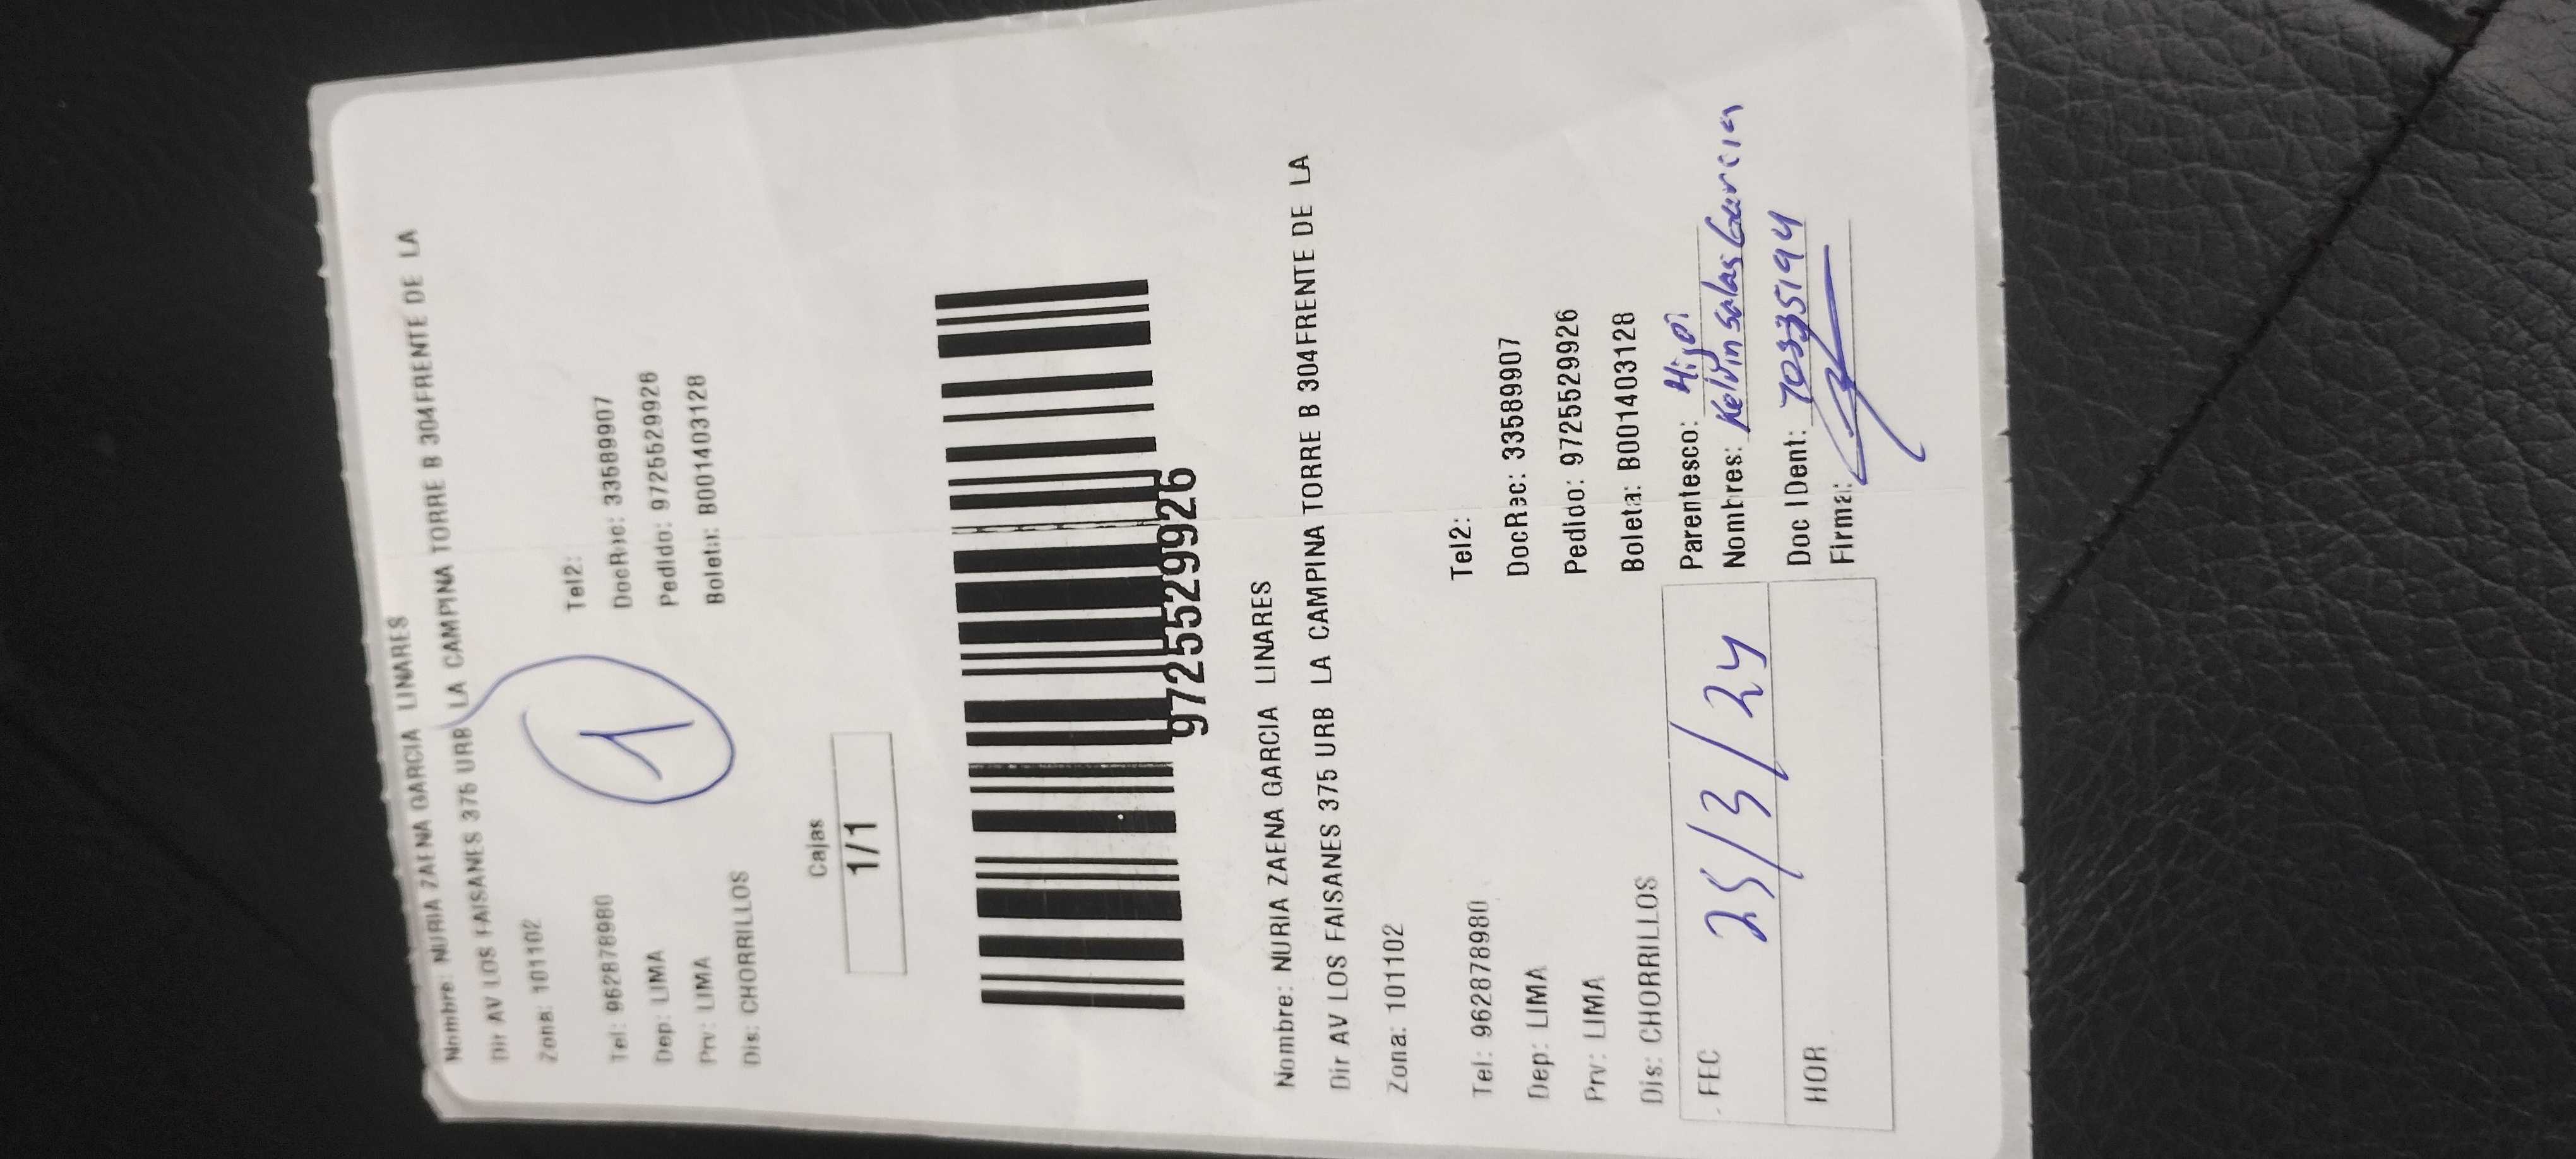 Nombre: NURIA ZAENA GARCIA LINARES
Dir AV LOS FAISANES 375 URB LA CAMPINA TORRE B 304FRENTE DE LA
Zona: 101102
Tel: 962878980 Tel2:
DocRec: 33589907
Dep: LIMA Pedido: 9725529926
Prv: LIMA Boleta: B001403128
Dis: CHORRILLOS
1
Cajas
1/1
9725529926
Nombre: NURIA ZAENA GARCIA LINARES
Dir AV LOS FAISANES 375 URB LA CAMPINA TORRE B 304FRENTE DE LA
Zona: 101102
Tel: 962878980 Tel2:
Dep: LIMA DocRec: 33589907
Prv: LIMA Pedido: 9725529926
Dis: CHORRILLOS Boleta: B001403128
FEC 25/3/24 Parentesco: Hijo
Nombres: Kelvin Salas Garcia
HOR Doc IDent:
Firma: